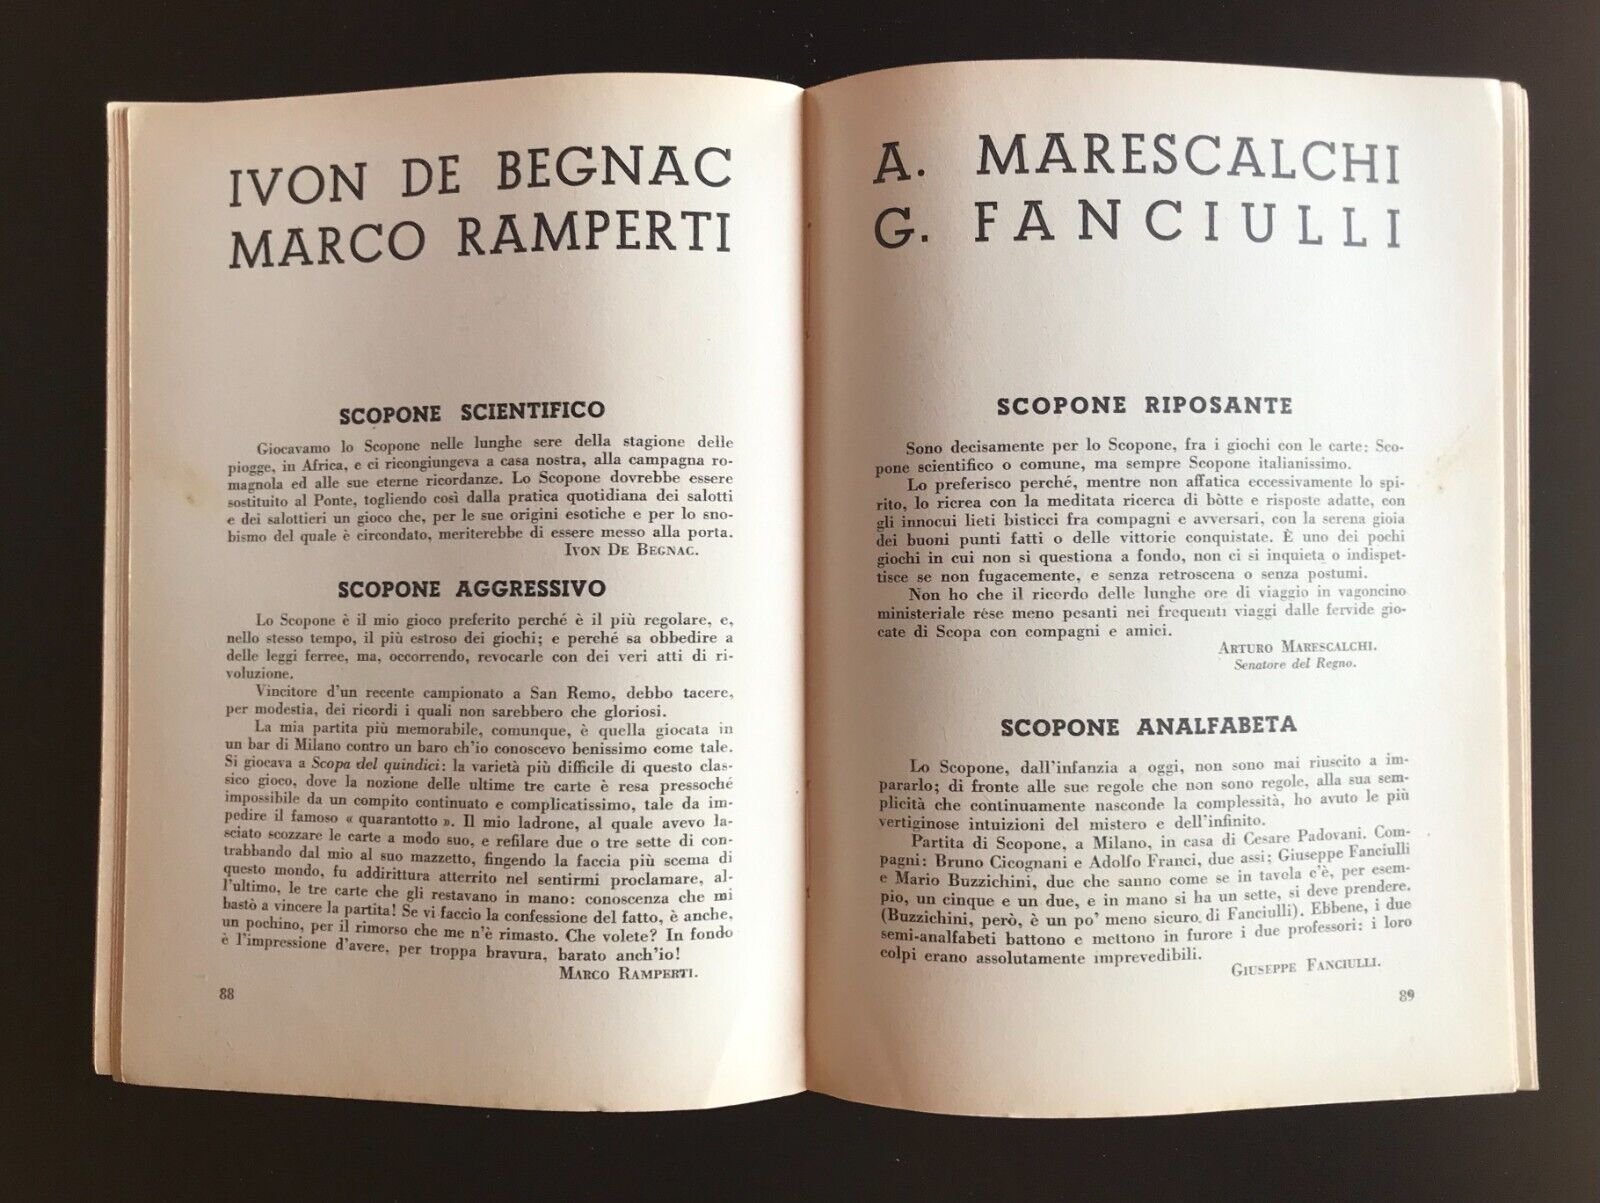 IVON DE BEGNAC
MARCO RAMPERTI
SCOPONE SCIENTIFICO
Giocavamo lo Scopone nelle lunghe sere della stagione delle
piogge, in Africa, e ci ricongiungeva a casa nostra, alla campagna ro-
magnola ed alle sue eterne ricordanze. Lo Scopone dovrebbe essere
sostituito al Ponte, togliendo così dalla pratica quotidiana dei salotti
e dei salottieri un gioco che, per le sue origini esotiche e per lo sno-
bismo del quale è circondato, meriterebbe di essere messo alla porta.
IVON DE BEGNAC.
SCOPONE AGGRESSIVO
Lo Scopone è il mio gioco preferito perché è il più regolare, e,
nello stesso tempo, il più estroso dei giochi; e perché sa obbedire a
delle leggi ferree, ma, occorrendo, revocarle con dei veri atti di ri-
voluzione.
Vincitore d'un recente campionato a San Remo, debbo tacere,
per modestia, dei ricordi i quali non sarebbero che gloriosi.
La mia partita più memorabile, comunque, è quella giocata in
un bar di Milano contro un baro ch'io conoscevo benissimo come tale.
Si giocava a Scopa del quindici: la varietà più difficile di questo clas-
sico gioco, dove la nozione delle ultime tre carte è resa pressoché
impossibile da un compito continuato e complicatissimo, tale da im-
pedire il famoso « quarantotto ». Il mio ladrone, al quale avevo la-
sciato scozzare le carte a modo suo, e refilare due o tre sette di con-
trabbando dal mio al suo mazzetto, fingendo la faccia più scema di
questo mondo, fu addirittura atterrito nel sentirmi proclamare, al-
l'ultimo, le tre carte che gli restavano in mano: conoscenza che mi
bastò a vincere la partita! Se vi faccio la confessione del fatto, è anche,
un pochino, per il rimorso che me n'è rimasto. Che volete? In fondo
è l'impressione d'avere, per troppa bravura, barato anch'io!
MARCO RAMPERTI.
88
A. MARESCALCHI
G. FANCIULLI
SCOPONE RIPOSANTE
Sono decisamente per lo Scopone, fra i giochi con le carte: Sco-
pone scientifico o comune, ma sempre Scopone italianissimo.
Lo preferisco perché, mentre non affatica eccessivamente lo spi-
rito, lo ricrea con la meditata ricerca di bòtte e risposte adatte, con
gli innocui lieti bisticci fra compagni e avversari, con la serena gioia
dei buoni punti fatti o delle vittorie conquistate. È uno dei pochi
giochi in cui non si questiona a fondo, non ci si inquieta o indispet-
tisce se non fugacemente, e senza retroscena o senza postumi.
Non ho che il ricordo delle lunghe ore di viaggio in vagoncino
ministeriale rése meno pesanti nei frequenti viaggi dalle fervide gio-
cate di Scopa con compagni e amici.
ARTURO MARESCALCHI.
Senatore del Regno.
SCOPONE ANALFABETA
Lo Scopone, dall'infanzia a oggi, non sono mai riuscito a im-
pararlo; di fronte alle sue regole che non sono regole, alla sua sem-
plicità che continuamente nasconde la complessità, ho avuto le più
vertiginose intuizioni del mistero e dell'infinito.
Partita di Scopone, a Milano, in casa di Cesare Padovani. Com-
pagni: Bruno Cicognani e Adolfo Franci, due assi; Giuseppe Fanciulli
e Mario Buzzichini, due che sanno come se in tavola c'è, per esem-
pio, un cinque e un due, e in mano si ha un sette, si deve prendere.
(Buzzichini, però, è un po' meno sicuro di Fanciulli). Ebbene, i due
semi-analfabeti battono e mettono in furore i due professori: i loro
colpi erano assolutamente imprevedibili.
GIUSEPPE FANCIULLI.
89